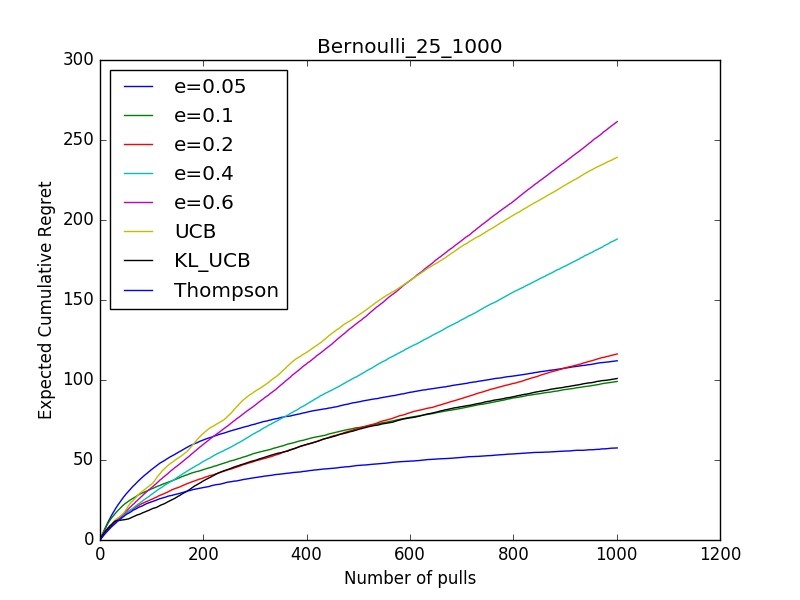 Bernoulli_25_1000
300
250
200
150
100
50
0
Expected Cumulative Regret
e=0.05
e=0.1
e=0.2
e=0.4
e=0.6
UCB
KL_UCB
Thompson
0 200 400 600 800 1000 1200
Number of pulls